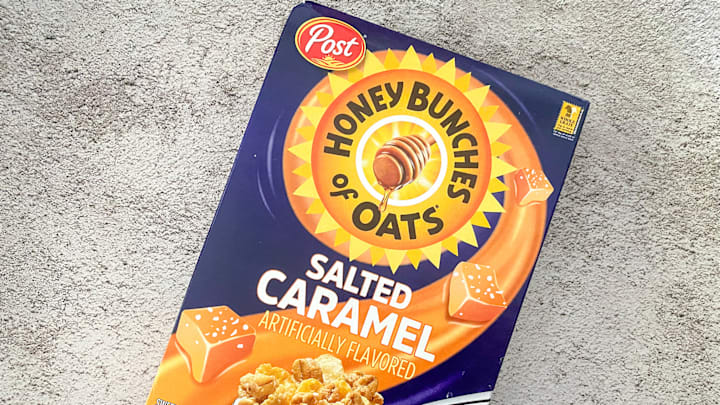 Post
HONEY BUNCHES
OF OATS®
SALTED
CARAMEL
ARTIFICIALLY FLAVORED